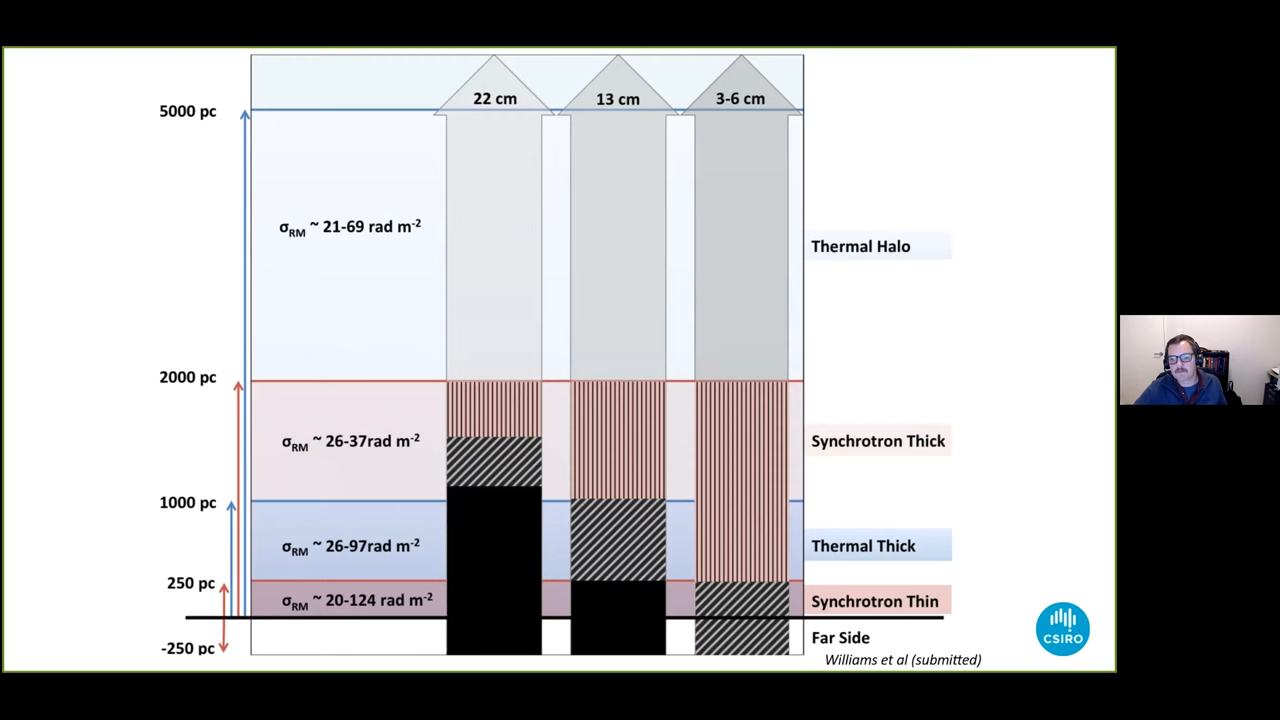 22 cm
13 cm
3-6 cm
5000 pc
σRM ~ 21-69 rad m-2
Thermal Halo
2000 pc
σRM ~ 26-37rad m-2
Synchrotron Thick
1000 pc
σRM ~ 26-97rad m-2
Thermal Thick
250 pc
σRM ~ 20-124 rad m-2
Synchrotron Thin
Far Side
-250 pc
Williams et al (submitted)
CSIRO